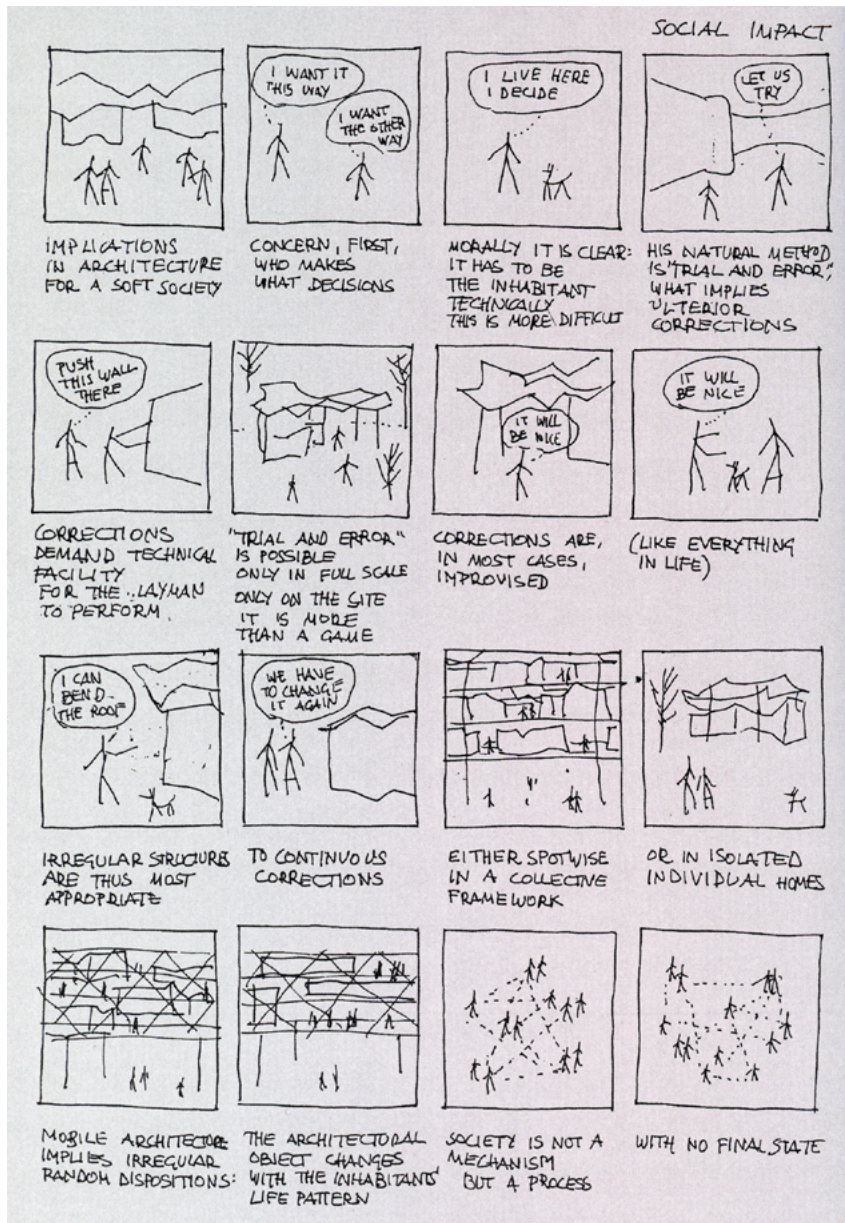 SOCIAL IMPACT
I WANT IT
THIS WAY
I WANT
THE OTHER
WAY
I LIVE HERE
I DECIDE
LET US
TRY
IMPLICATIONS
IN ARCHITECTURE
FOR A SOFT SOCIETY
CONCERN, FIRST,
WHO MAKES
WHAT DECISIONS
MORALLY IT IS CLEAR:
IT HAS TO BE
THE INHABITANT
TECHNICALLY
THIS IS MORE DIFFICULT
HIS NATURAL METHOD
IS "TRIAL AND ERROR",
WHAT IMPLIES
ULTERIOR
CORRECTIONS
PUSH
THIS WALL
THERE
IT WILL
BE NICE
IT WILL
BE NICE
CORRECTIONS
DEMAND TECHNICAL
FACILITY
FOR THE LAYMAN
TO PERFORM.
"TRIAL AND ERROR"
IS POSSIBLE
ONLY IN FULL SCALE
ONLY ON THE SITE
IT IS MORE
THAN A GAME
CORRECTIONS ARE,
IN MOST CASES,
IMPROVISED
(LIKE EVERYTHING
IN LIFE)
I CAN
BEND
THE ROOF
WE HAVE
TO CHANGE
IT AGAIN
IRREGULAR STRUCTURES
ARE THUS MOST
APPROPRIATE
TO CONTINUOUS
CORRECTIONS
EITHER SPOTWISE
IN A COLLECTIVE
FRAMEWORK
OR IN ISOLATED
INDIVIDUAL HOMES
MOBILE ARCHITECTURE
IMPLIES IRREGULAR
RANDOM DISPOSITIONS:
THE ARCHITECTURAL
OBJECT CHANGES
WITH THE INHABITANTS'
LIFE PATTERN
SOCIETY IS NOT A
MECHANISM
BUT A PROCESS
WITH NO FINAL STATE